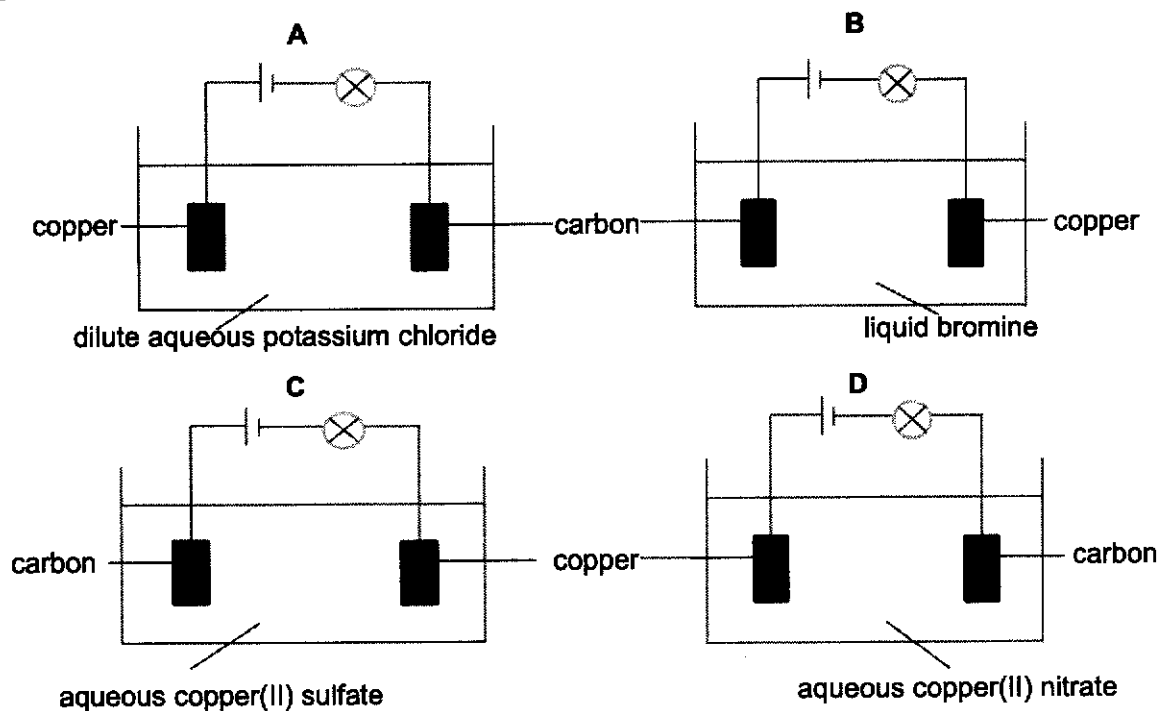 A
B
copper
carbon
copper
dilute aqueous potassium chloride
liquid bromine
C
D
carbon
copper
carbon
aqueous copper(II) sulfate
aqueous copper(II) nitrate